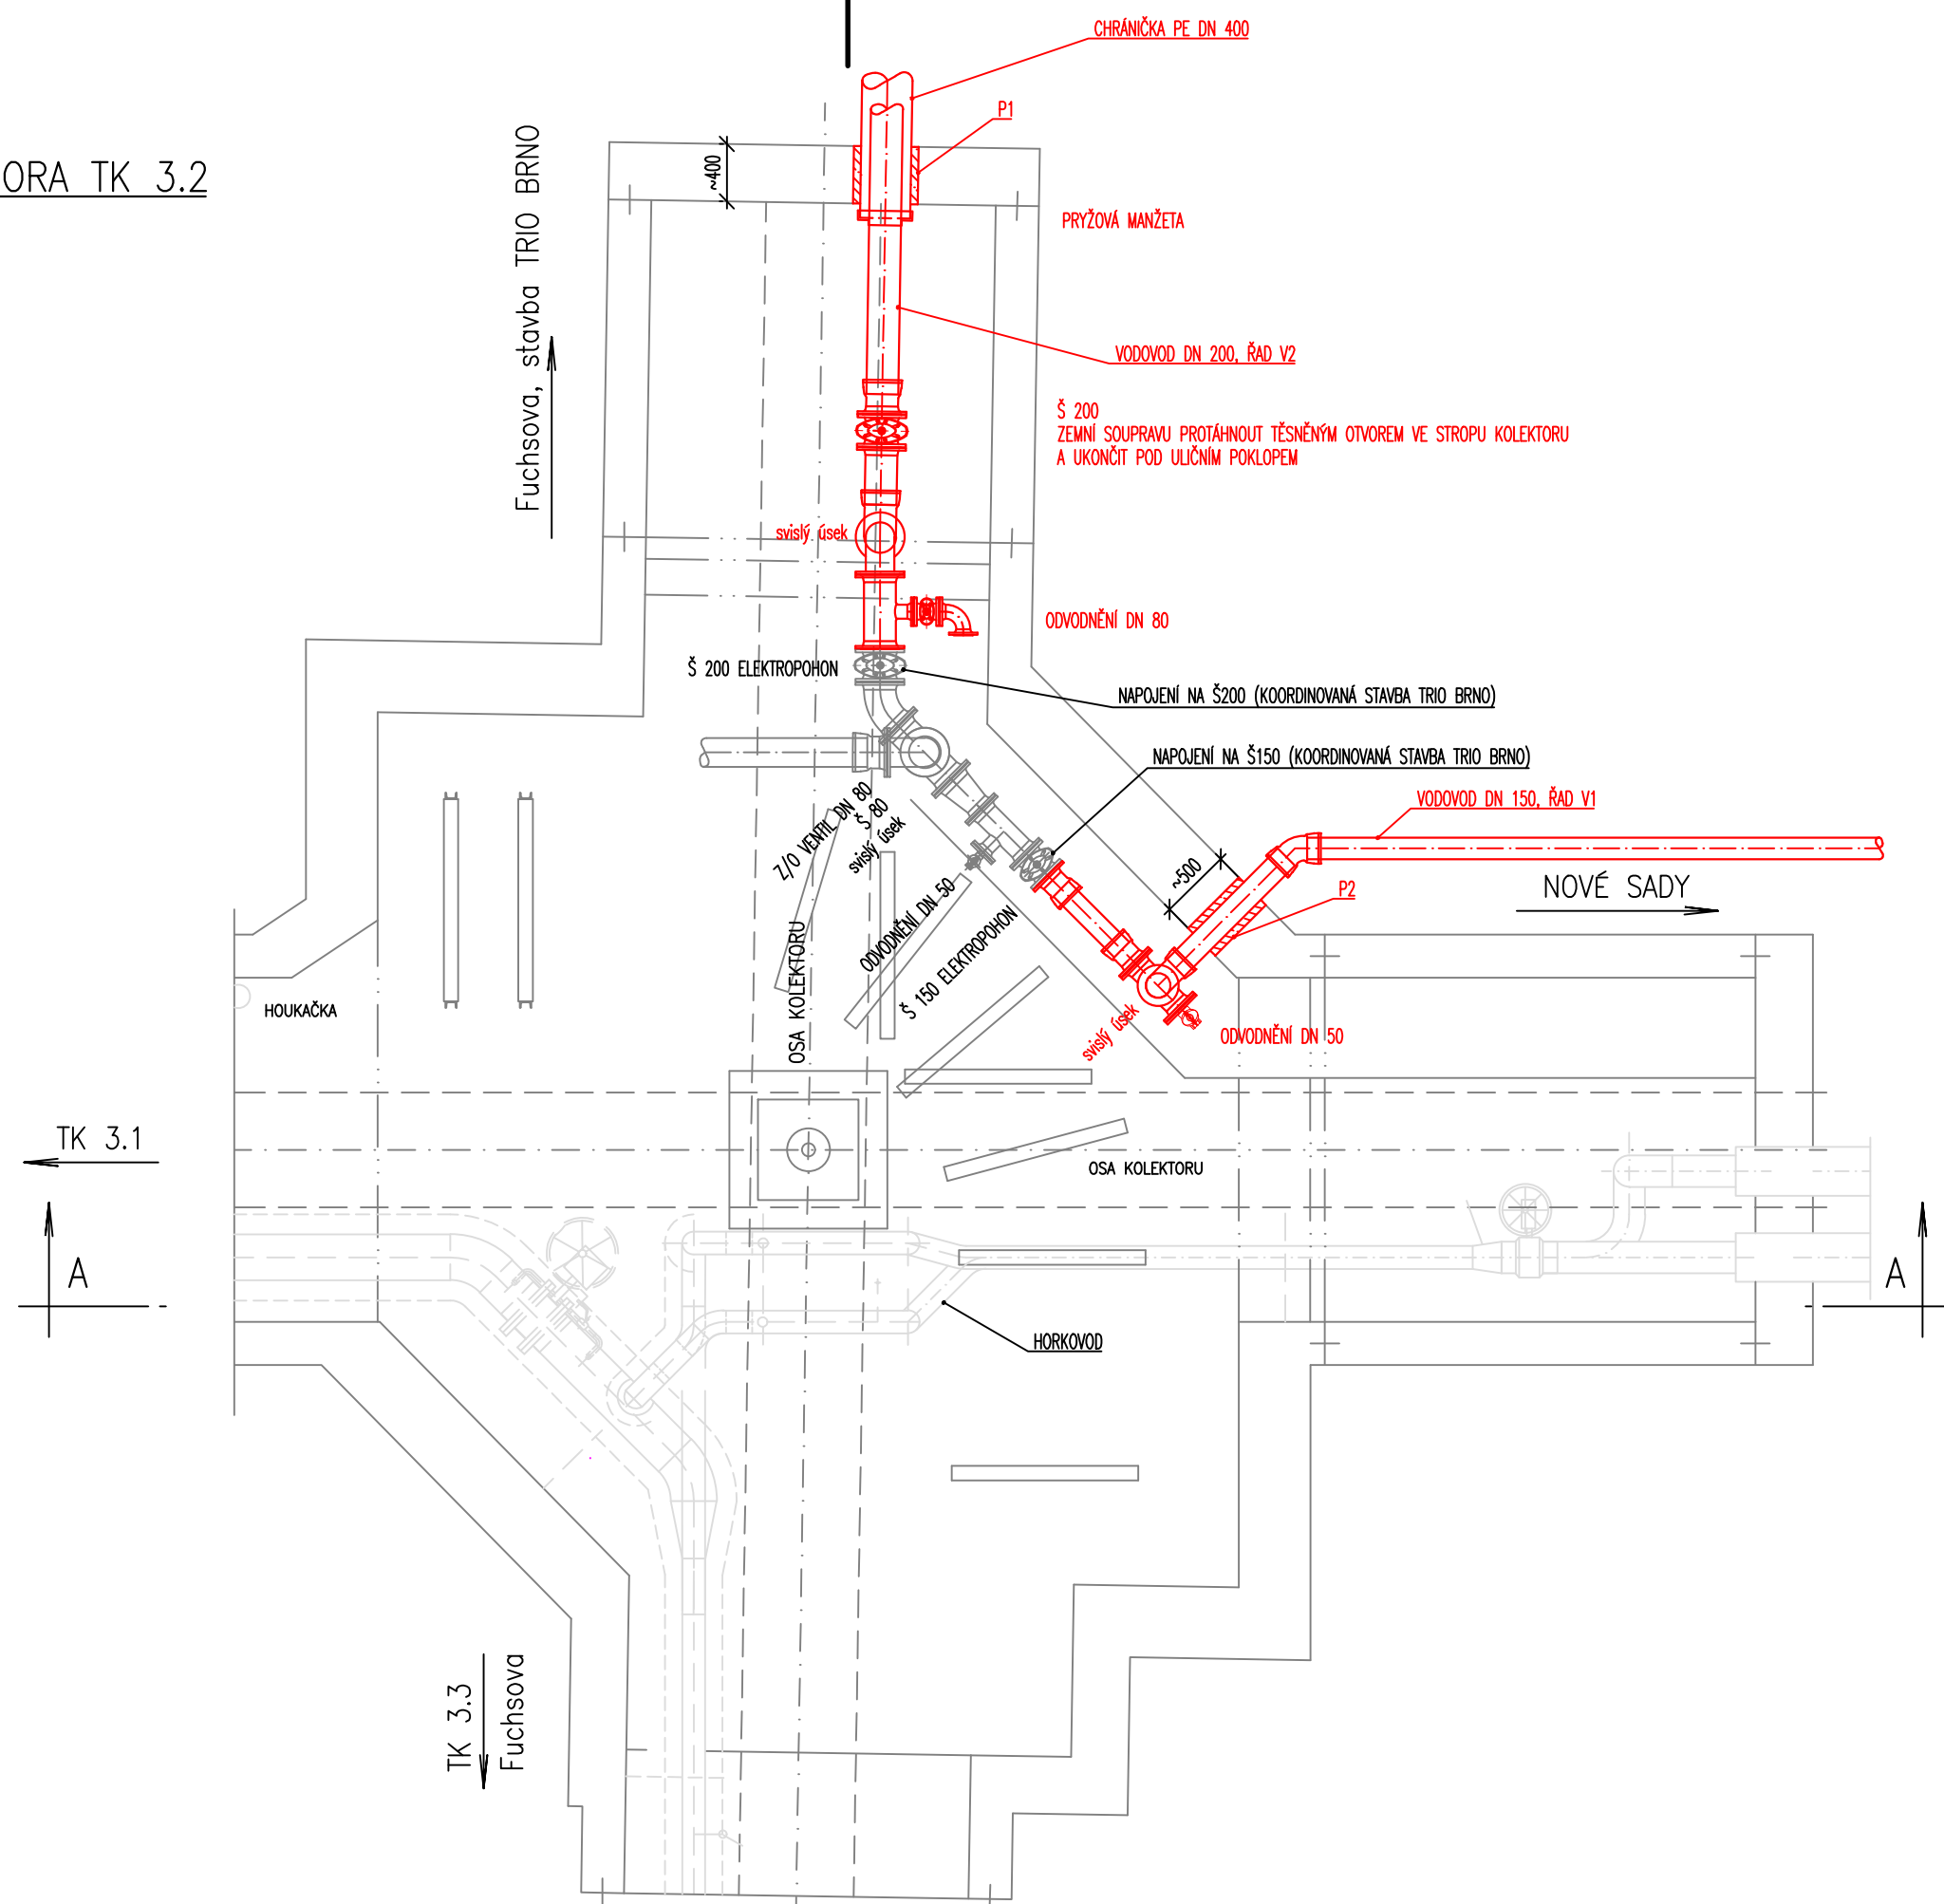 CHRÁNIČKA PE DN 400
P1
ORA TK 3.2
~400
Fuchsova, stavba TRIO BRNO
PRYŽOVÁ MANŽETA
VODOVOD DN 200, ŘAD V2
Š 200
ZEMNÍ SOUPRAVU PROTÁHNOUT TĚSNĚNÝM OTVOREM VE STROPU KOLEKTORU
A UKONČIT POD ULIČNÍM POKLOPEM
svislý úsek
ODVODNĚNÍ DN 80
Š 200 ELEKTROPOHON
NAPOJENÍ NA Š200 (KOORDINOVANÁ STAVBA TRIO BRNO)
NAPOJENÍ NA Š150 (KOORDINOVANÁ STAVBA TRIO BRNO)
VODOVOD DN 150, ŘAD V1
Z/O VENTIL DN 80
Š 80
svislý úsek
~500
P2
NOVÉ SADY
ODVODNĚNÍ DN 50
Š 150 ELEKTROPOHON
OSA KOLEKTORU
HOUKAČKA
svislý úsek
ODVODNĚNÍ DN 50
TK 3.1
OSA KOLEKTORU
A
A
HORKOVOD
TK 3.3
Fuchsova